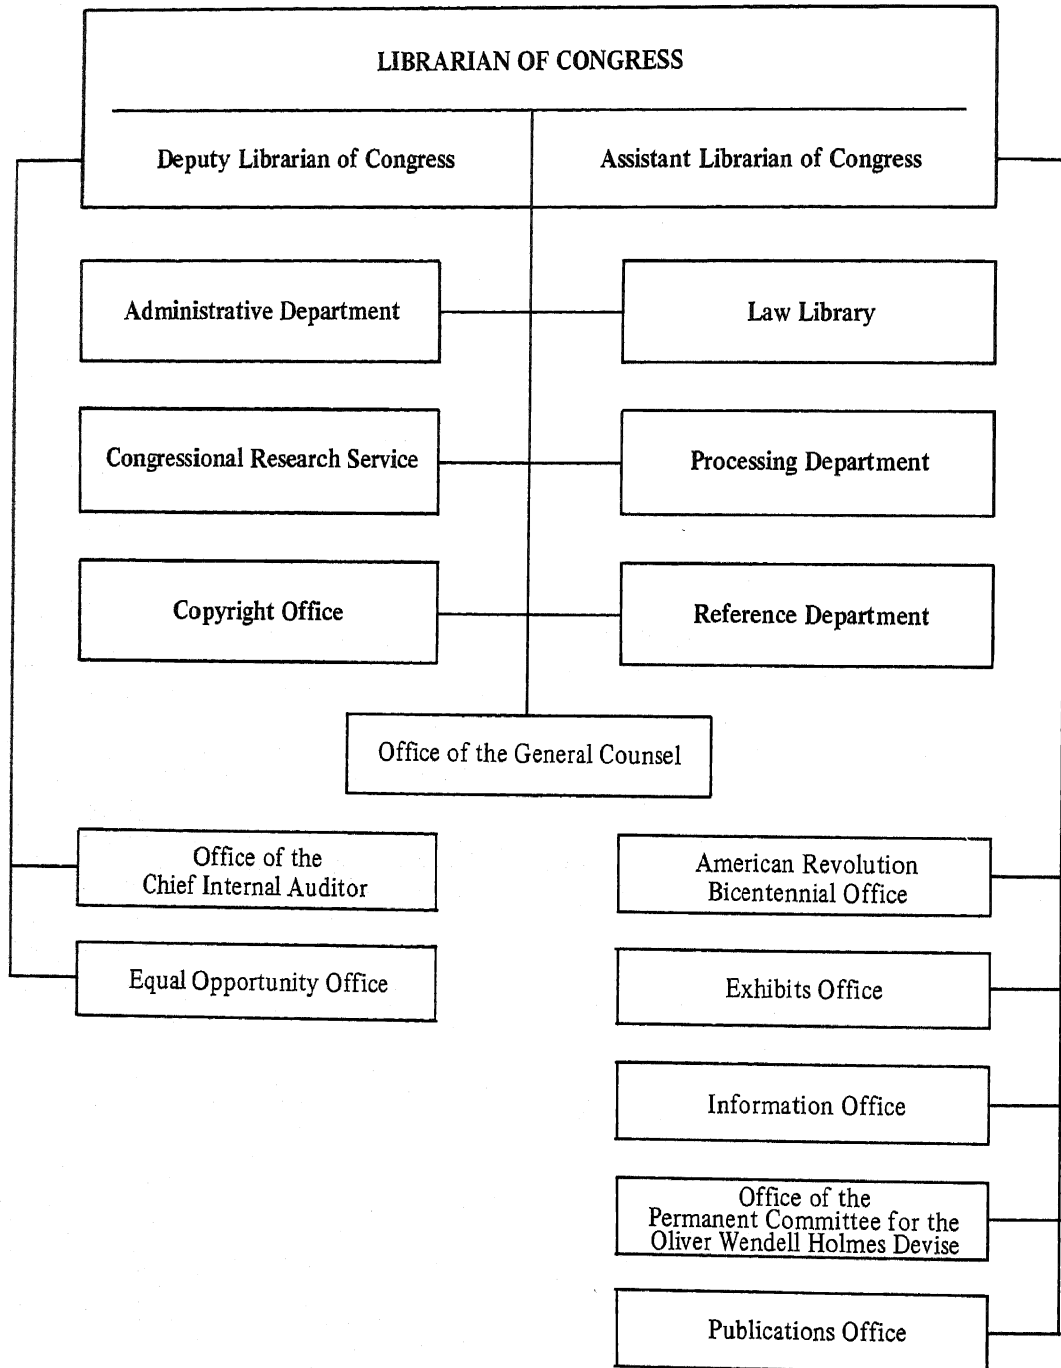 LIBRARIAN OF CONGRESS
Deputy Librarian of Congress
Assistant Librarian of Congress
Administrative Department
Law Library
Congressional Research Service
Processing Department
Copyright Office
Reference Department
Office of the General Counsel
Office of the
Chief Internal Auditor
American Revolution
Bicentennial Office
Equal Opportunity Office
Exhibits Office
Information Office
Office of the
Permanent Committee for the
Oliver Wendell Holmes Devise
Publications Office